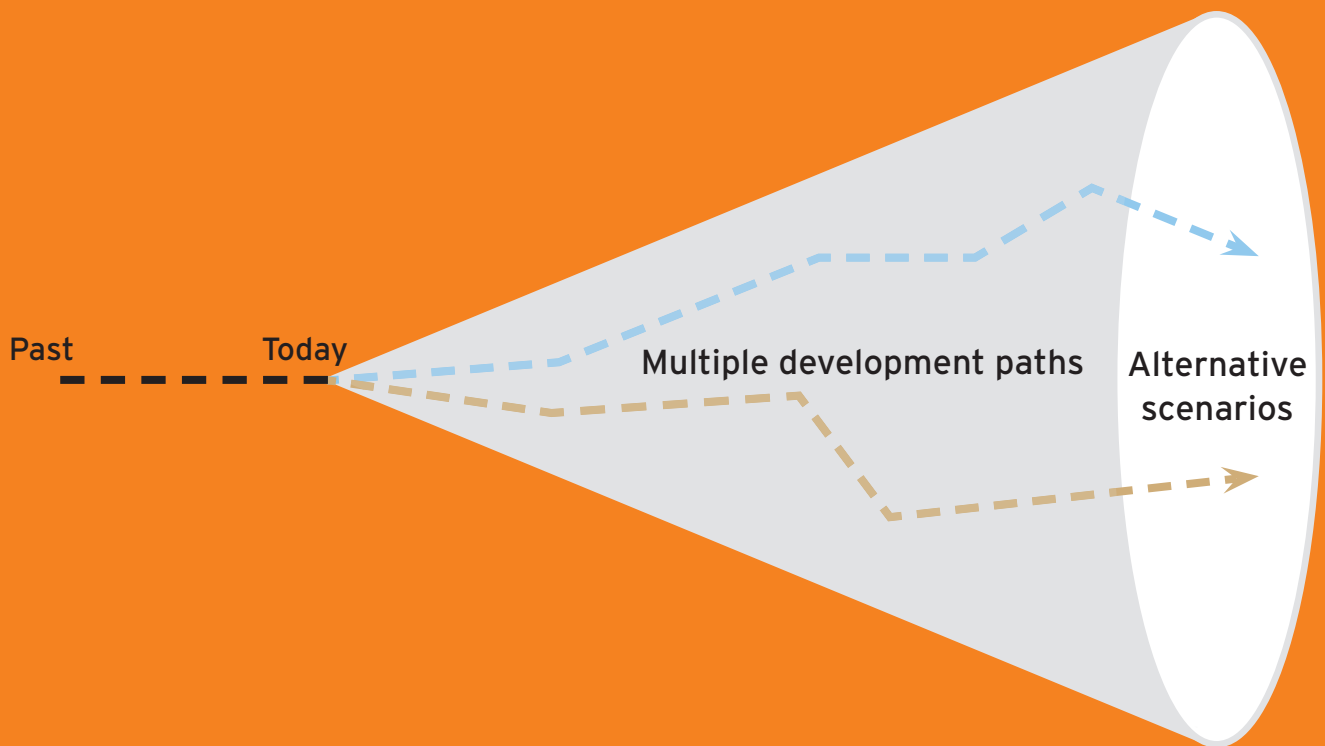 Past
Today
Multiple development paths
Alternative
scenarios